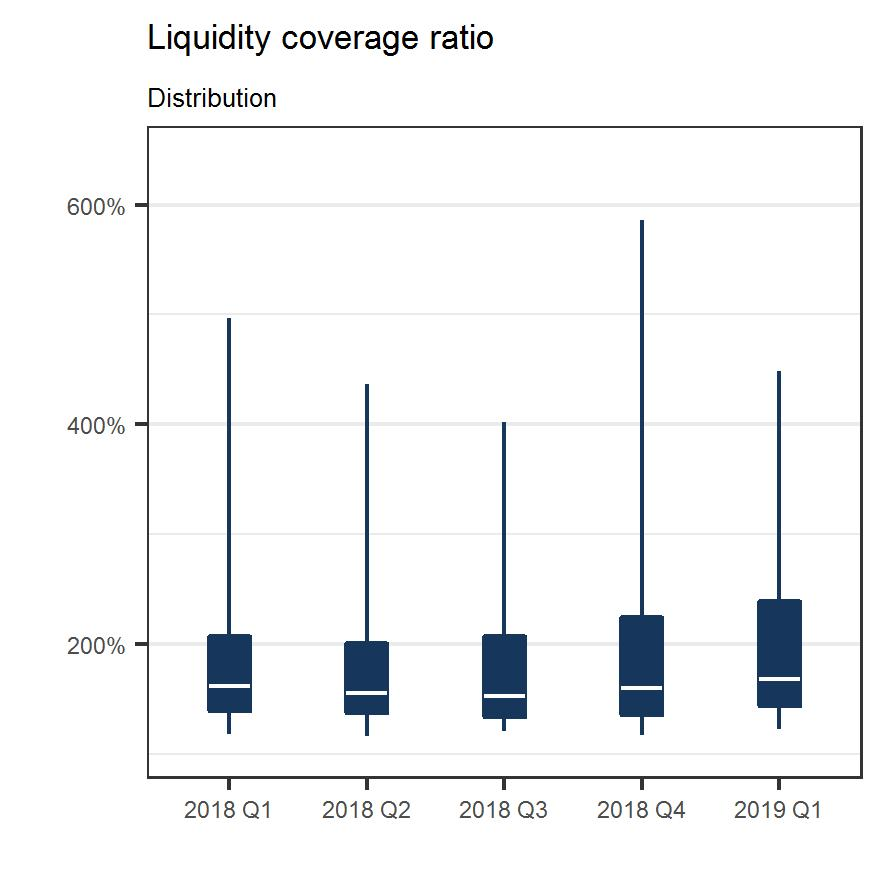 Liquidity coverage ratio
Distribution
600%
400%
200%
2018 Q1 2018 Q2 2018 Q3 2018 Q4 2019 Q1